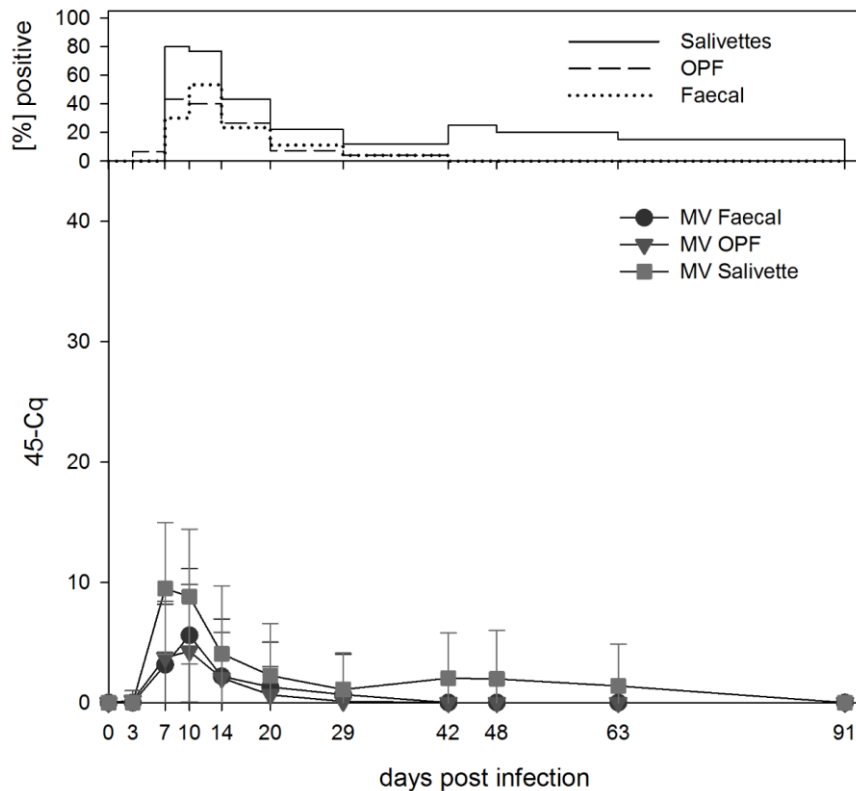 [%] positive
100
80
60
40
20
0
Salivettes
OPF
Faecal
45-Cq
40
30
20
10
0
MV Faecal
MV OPF
MV Salivette
0 3 7 10 14 20 29 42 48 63 91
days post infection